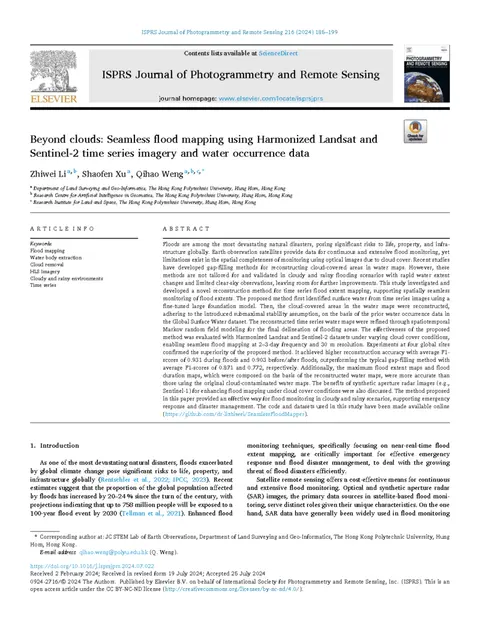 ISPRS Journal of Photogrammetry and Remote Sensing 216 (2024) 185–199
Contents lists available at ScienceDirect
ISPRS Journal of Photogrammetry and Remote Sensing
journal homepage: www.elsevier.com/locate/isprsjprs
ELSEVIER
PHOTOGRAMMETRY
AND REMOTE SENSING
Check for
updates
Beyond clouds: Seamless flood mapping using Harmonized Landsat and
Sentinel-2 time series imagery and water occurrence data
Zhiwei Li a,b, Shaofen Xu a, Qihao Weng a,b,c,*
a Department of Land Surveying and Geo-Informatics, The Hong Kong Polytechnic University, Hung Hom, Hong Kong
b Research Centre for Artificial Intelligence in Geomatics, The Hong Kong Polytechnic University, Hung Hom, Hong Kong
c Research Institute for Land and Space, The Hong Kong Polytechnic University, Hung Hom, Hong Kong
ARTICLE INFO
Keywords:
Flood mapping
Water body extraction
Cloud removal
HLS imagery
Cloudy and rainy environments
Time series
ABSTRACT
Floods are among the most devastating natural disasters, posing significant risks to life, property, and infra-
structure globally. Earth observation satellites provide data for continuous and extensive flood monitoring, yet
limitations exist in the spatial completeness of monitoring using optical images due to cloud cover. Recent studies
have developed gap-filling methods for reconstructing cloud-covered areas in water maps. However, these
methods are not tailored for and validated in cloudy and rainy flooding scenarios with rapid water extent
changes and limited clear-sky observations, leaving room for further improvements. This study investigated and
developed a novel reconstruction method for time series flood extent mapping, supporting spatially seamless
monitoring of flood extents. The proposed method first identified surface water from time series images using a
fine-tuned large foundation model. Then, the cloud-covered areas in the water maps were reconstructed,
adhering to the introduced submaximal stability assumption, on the basis of the prior water occurrence data in
the Global Surface Water dataset. The reconstructed time series water maps were refined through spatiotemporal
Markov random field modeling for the final delineation of flooding areas. The effectiveness of the proposed
method was evaluated with Harmonized Landsat and Sentinel-2 datasets under varying cloud cover conditions,
enabling seamless flood mapping at 2–3-day frequency and 30 m resolution. Experiments at four global sites
confirmed the superiority of the proposed method. It achieved higher reconstruction accuracy with average F1-
scores of 0.931 during floods and 0.903 before/after floods, outperforming the typical gap-filling method with
average F1-scores of 0.871 and 0.772, respectively. Additionally, the maximum flood extent maps and flood
duration maps, which were composed on the basis of the reconstructed water maps, were more accurate than
those using the original cloud-contaminated water maps. The benefits of synthetic aperture radar images (e.g.,
Sentinel-1) for enhancing flood mapping under cloud cover conditions were also discussed. The method proposed
in this paper provided an effective way for flood monitoring in cloudy and rainy scenarios, supporting emergency
response and disaster management. The code and datasets used in this study have been made available online
(https://github.com/dr-lizhiwei/SeamlessFloodMapper).
1. Introduction
As one of the most devastating natural disasters, floods exacerbated
by global climate change pose significant risks to life, property, and
infrastructure globally (Rentschler et al., 2022; IPCC, 2023). Recent
estimates suggest that the proportion of the global population affected
by floods has increased by 20–24 % since the turn of the century, with
projections indicating that up to 758 million people will be exposed to a
100-year flood event by 2030 (Tellman et al., 2021). Enhanced flood
monitoring techniques, specifically focusing on near-real-time flood
extent mapping, are critically important for effective emergency
response and flood disaster management, to deal with the growing
threat of floods disasters efficiently.
Satellite remote sensing offers a cost-effective means for continuous
and extensive flood monitoring. Optical and synthetic aperture radar
(SAR) images, the primary data sources in satellite-based flood moni-
toring, serve distinct roles given their unique characteristics. On the one
hand, SAR data have generally been widely used in flood monitoring
* Corresponding author at: JC STEM Lab of Earth Observations, Department of Land Surveying and Geo-Informatics, The Hong Kong Polytechnic University, Hung
Hom, Hong Kong.
E-mail address: qihao.weng@polyu.edu.hk (Q. Weng).
https://doi.org/10.1016/j.isprsjprs.2024.07.022
Received 2 February 2024; Received in revised form 19 July 2024; Accepted 25 July 2024
0924-2716/© 2024 The Authors. Published by Elsevier B.V. on behalf of International Society for Photogrammetry and Remote Sensing, Inc. (ISPRS). This is an
open access article under the CC BY-NC-ND license (http://creativecommons.org/licenses/by-nc-nd/4.0/).